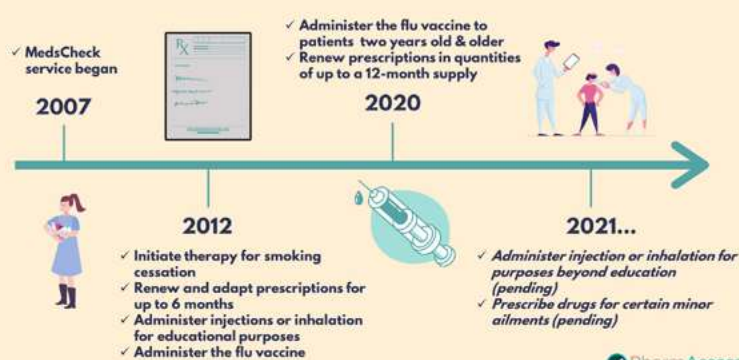 ✓ MedsCheck
service began
2007
Rx
✓ Administer the flu vaccine to
patients two years old & older
✓ Renew prescriptions in quantities
of up to a 12-month supply
2020
2012
✓ Initiate therapy for smoking
cessation
✓ Renew and adapt prescriptions for
up to 6 months
✓ Administer injections or inhalation
for educational purposes
✓ Administer the flu vaccine
2021...
✓ Administer injection or inhalation for
purposes beyond education
(pending)
✓ Prescribe drugs for certain minor
ailments (pending)